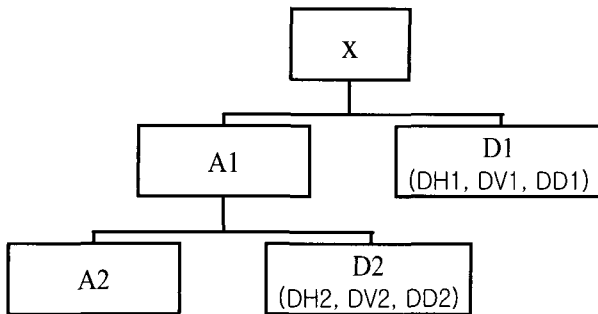 X
A1
D1
(DH1, DV1, DD1)
A2
D2
(DH2, DV2, DD2)